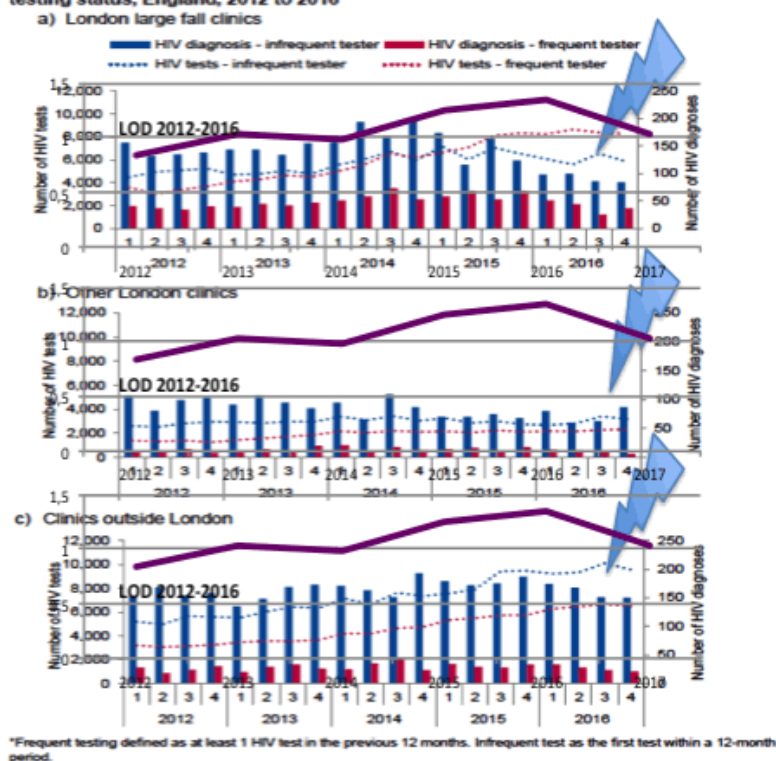 testing status, England, 2012 to 2016
a) London large fall clinics
HIV diagnosis - infrequent tester HIV diagnosis - frequent tester
HIV tests - infrequent tester HIV tests - frequent tester
1,5
12,000 250
10,000 200
LOD 2012-2016
8,000
1
6,000 150
4,000 100
0,5
2,000 50
0 0
0
Number of HIV tests
Number of HIV diagnoses
1 2 3 4 1 2 3 4 1 2 3 4 1 2 3 4 1 2 3 4
2012 2013 2014 2015 2016
2012 2013 2014 2015 2016 2017
b) Other London clinics
1,5
12,000 250
10,000 200
1
150
LOD 2012-2016
0,5
100
4,000
2,000 50
0 0
0
Number of HIV tests
Number of HIV diagnoses
1 2 3 4 1 2 3 4 1 2 3 4 1 2 3 4 1 2 3 4
2012 2013 2014 2015 2016 2017
2012 2013 2014 2015 2016
1,5
c) Clinics outside London
12,000 250
1
10,000 200
8,000
LOD 2012-2016
150
6,000
4,000 100
2,000 50
0 0
Number of HIV tests
Number of HIV diagnoses
2012 2013 2014 2015 2016
1 2 3 4 1 2 3 4 1 2 3 4 1 2 3 4 1 2 3 4
2012 2013 2014 2015 2016
*Frequent testing defined as at least 1 HIV test in the previous 12 months. Infrequent test as the first test within a 12-month
period.